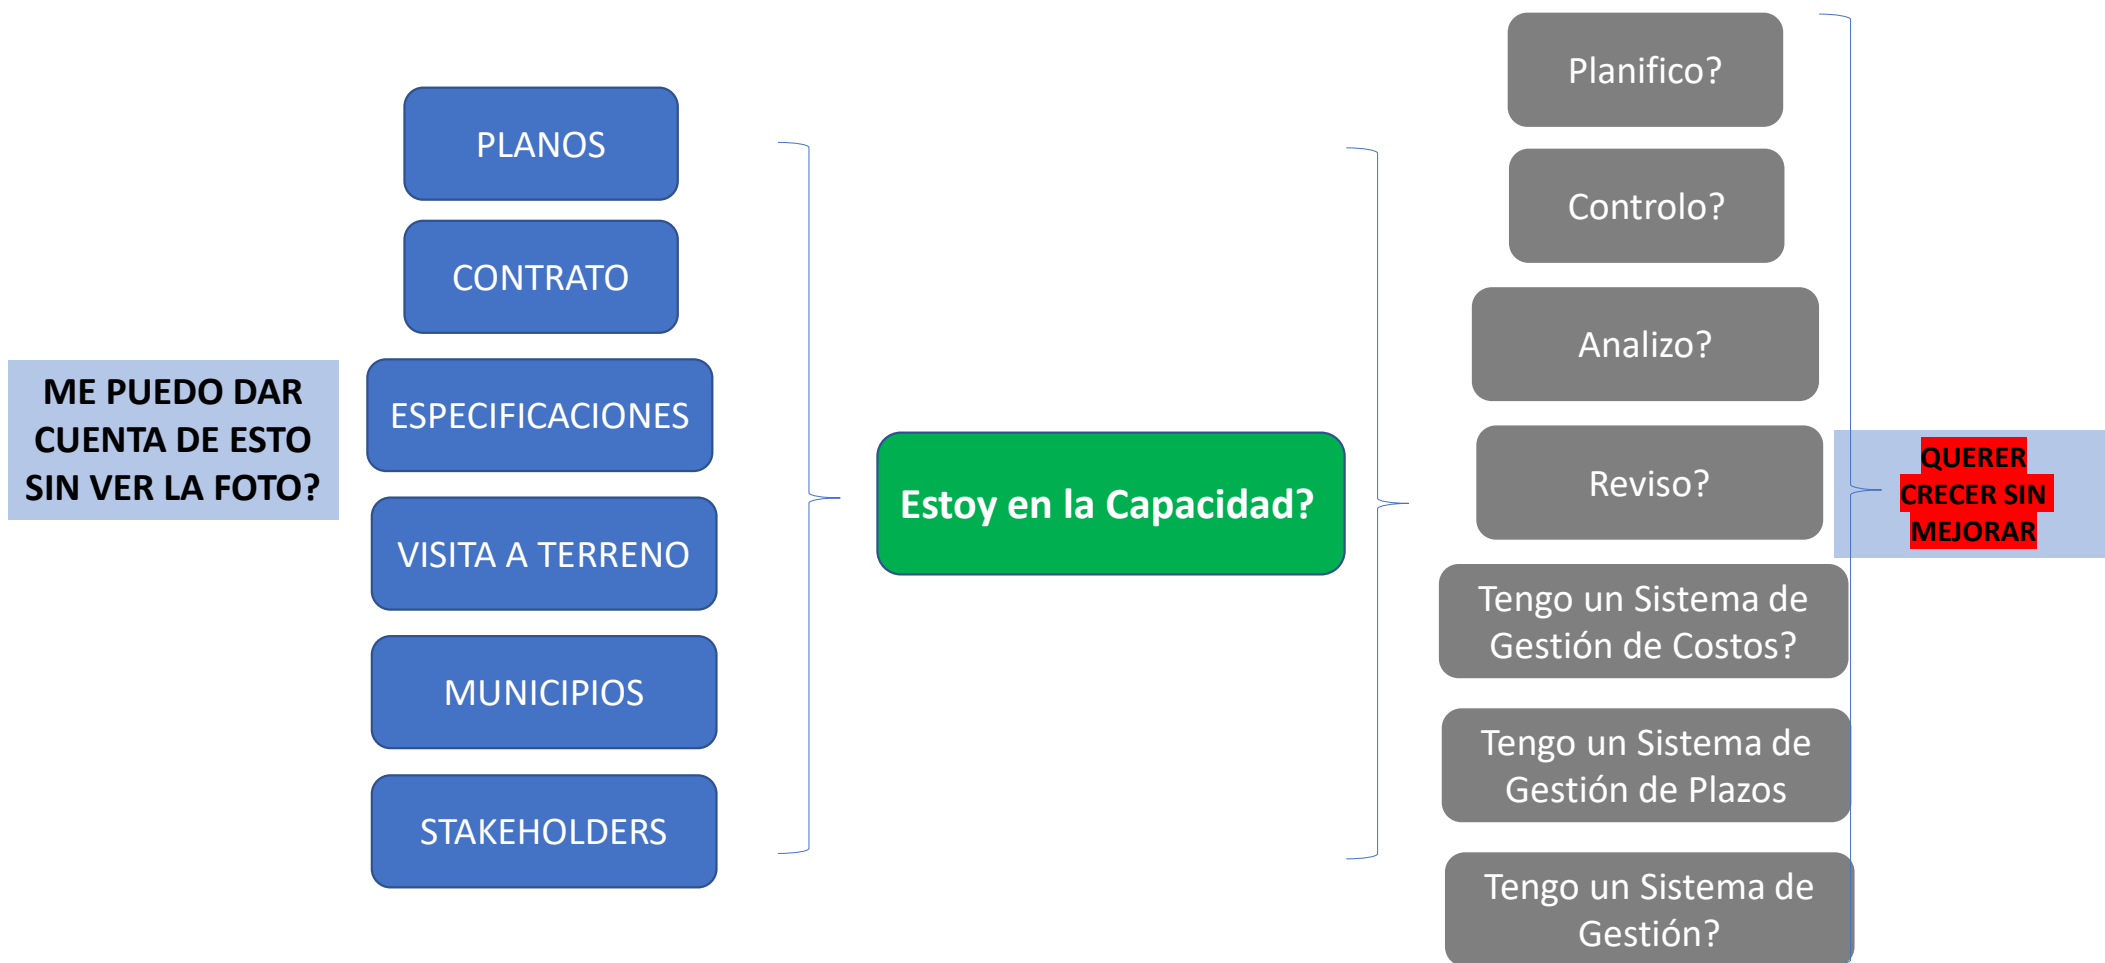 ME PUEDO DAR
CUENTA DE ESTO
SIN VER LA FOTO?
PLANOS
CONTRATO
ESPECIFICACIONES
VISITA A TERRENO
MUNICIPIOS
STAKEHOLDERS
Estoy en la Capacidad?
Planifico?
Controlo?
Analizo?
Reviso?
Tengo un Sistema de
Gestión de Costos?
Tengo un Sistema de
Gestión de Plazos
Tengo un Sistema de
Gestión?
QUERER
CRECER SIN
MEJORAR